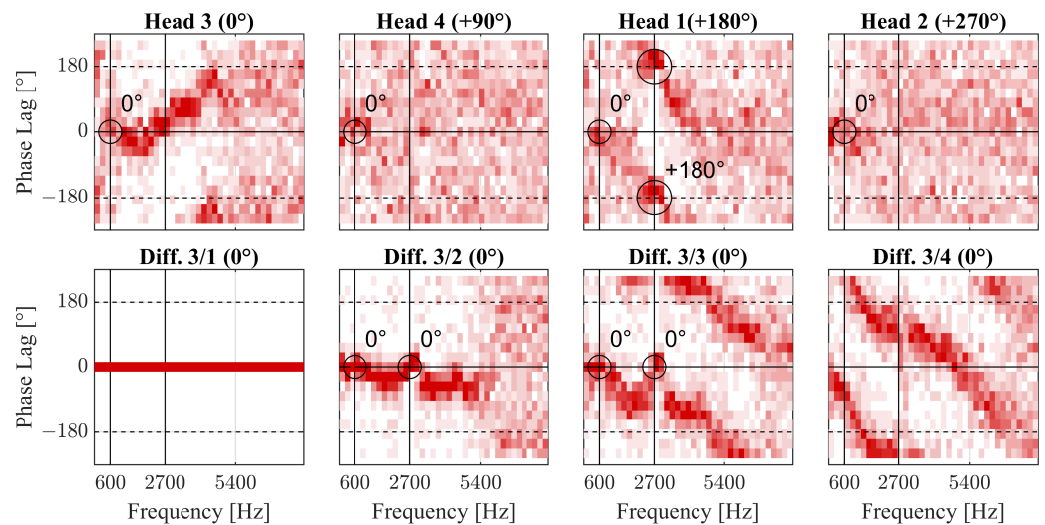 Head 3 (0°) Head 4 (+90°) Head 1(+180°) Head 2 (+270°)
Phase Lag [°]
180
0
−180
0° 0° 0° 0°
+180°
Diff. 3/1 (0°) Diff. 3/2 (0°) Diff. 3/3 (0°) Diff. 3/4 (0°)
Phase Lag [°]
180
0
−180
0° 0° 0° 0°
600 2700 5400 600 2700 5400 600 2700 5400 600 2700 5400
Frequency [Hz] Frequency [Hz] Frequency [Hz] Frequency [Hz]